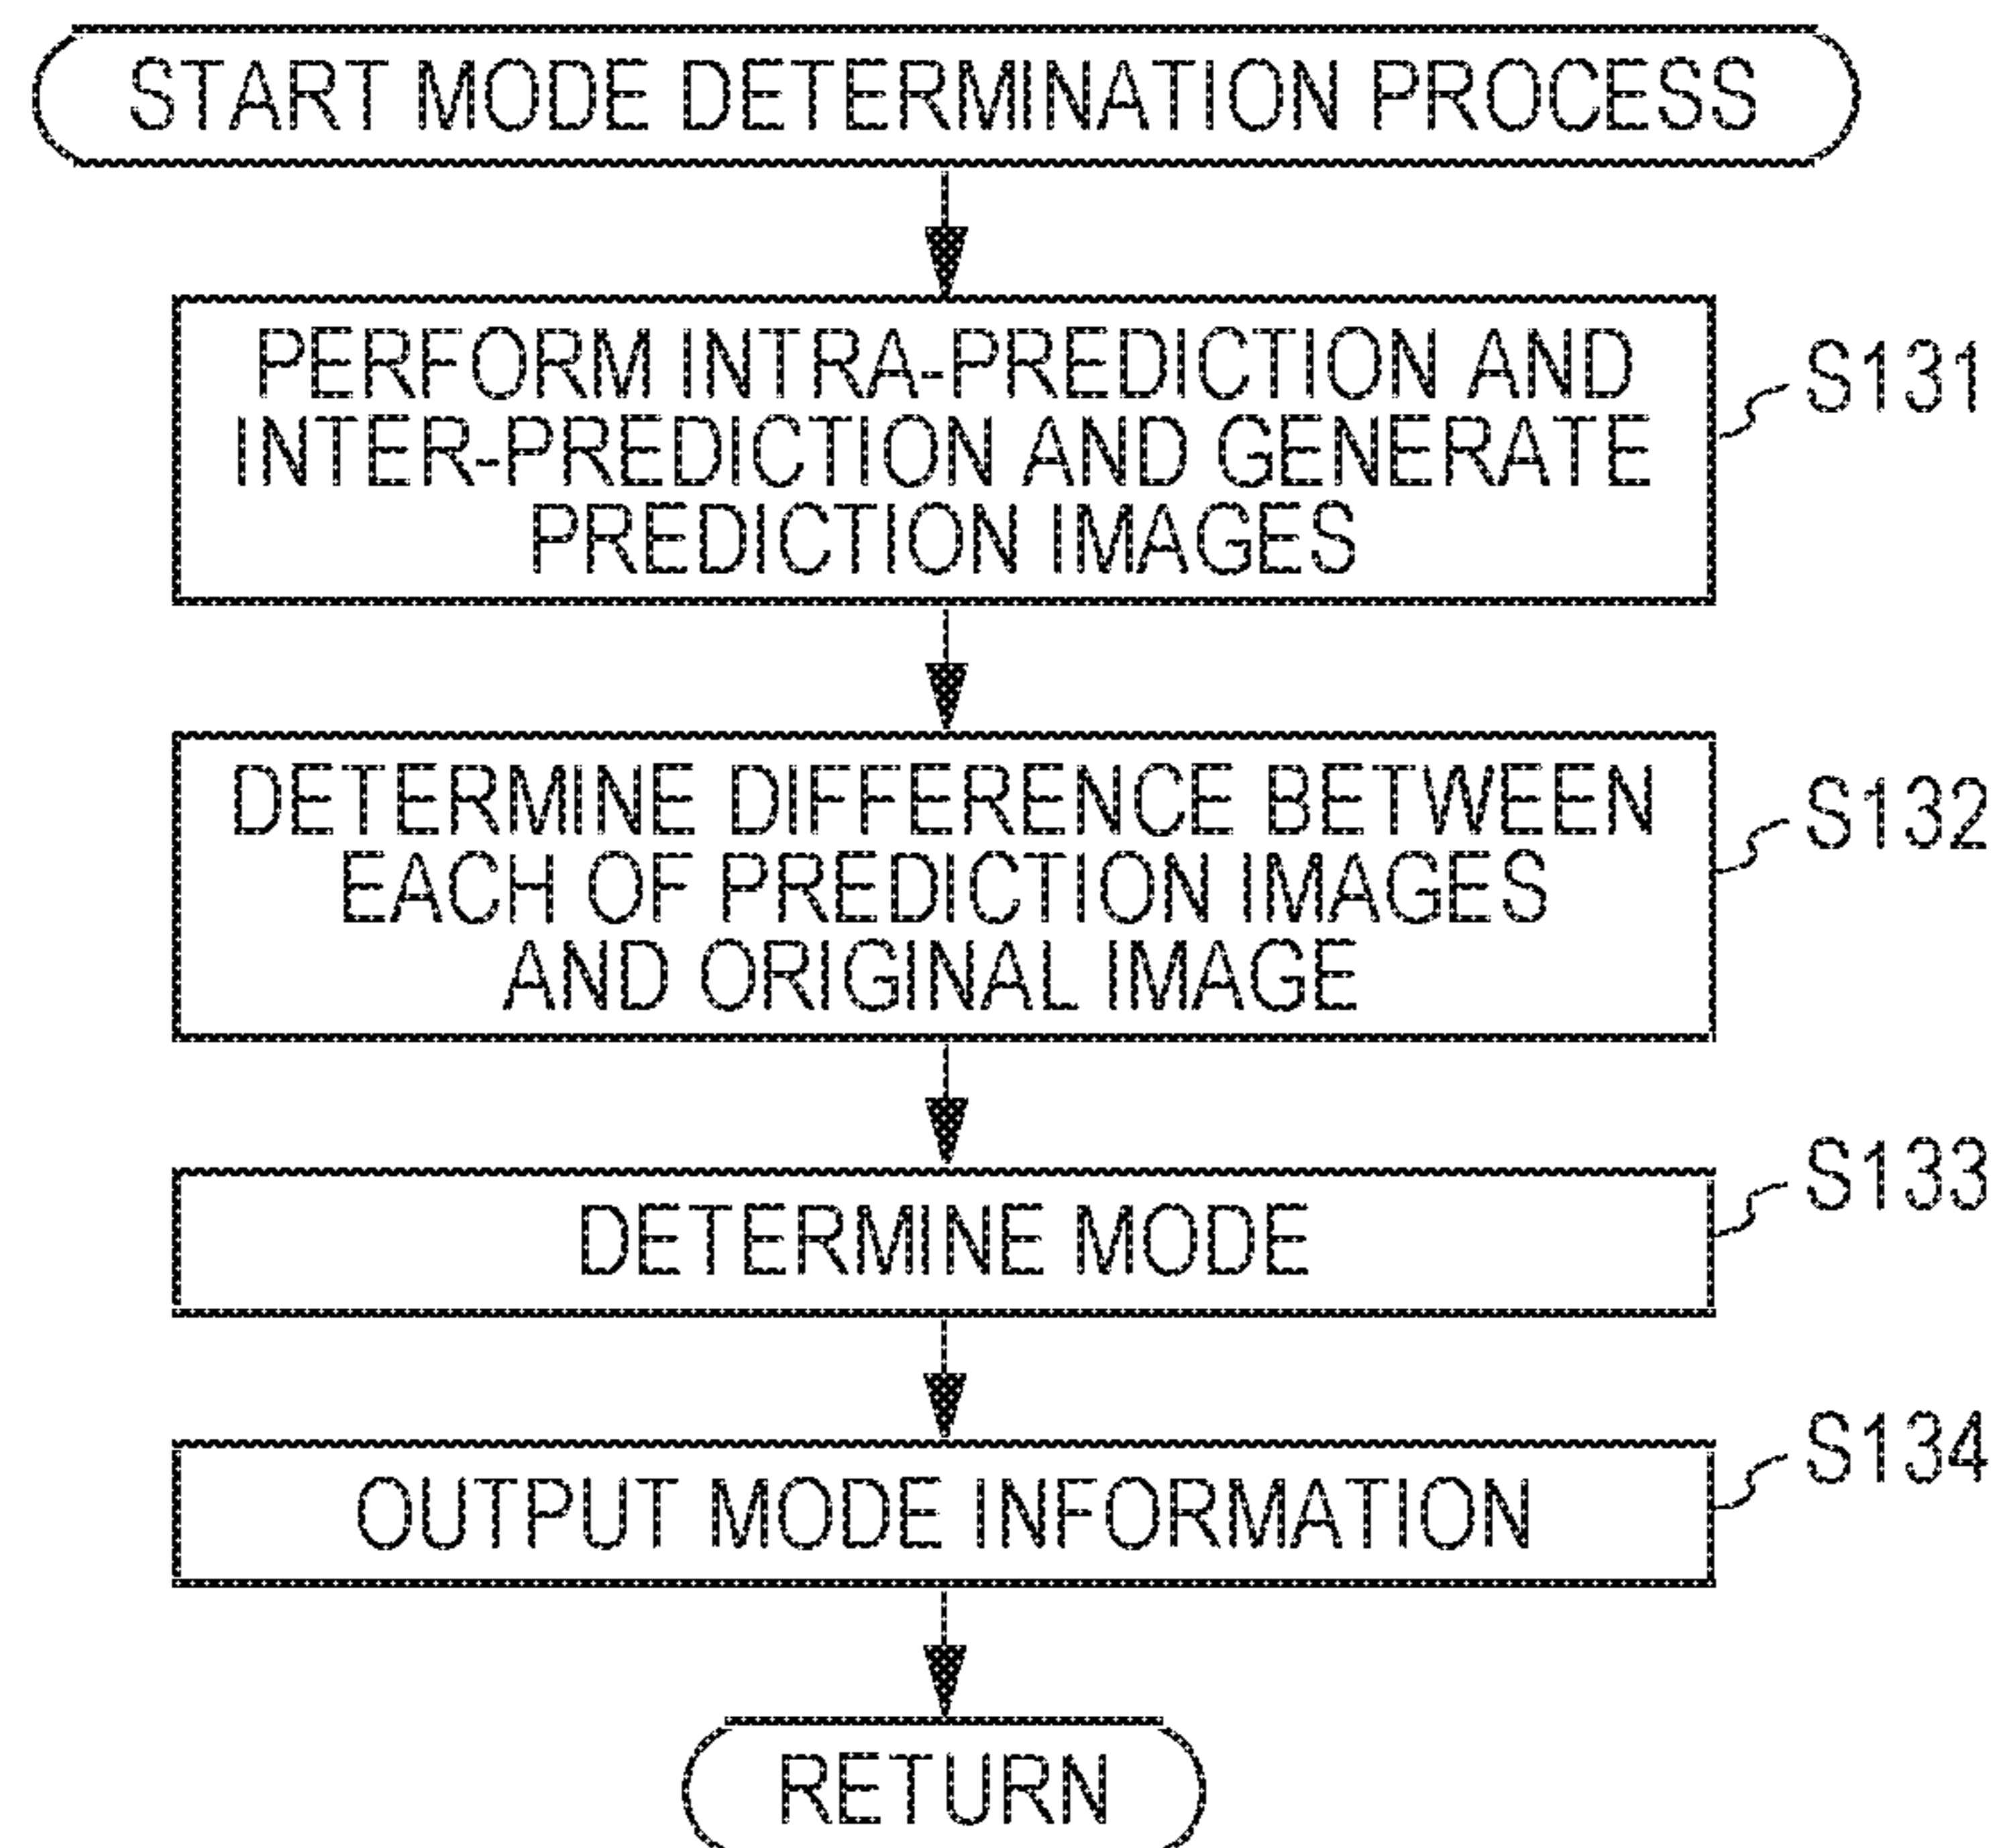 START MODE DETERMINATION PROCESS
PERFORM INTRA-PREDICTION AND
INTER-PREDICTION AND GENERATE
PREDICTION IMAGES
S131
DETERMINE DIFFERENCE BETWEEN
EACH OF PREDICTION IMAGES
AND ORIGINAL IMAGE
S132
DETERMINE MODE
S133
OUTPUT MODE INFORMATION
S134
RETURN